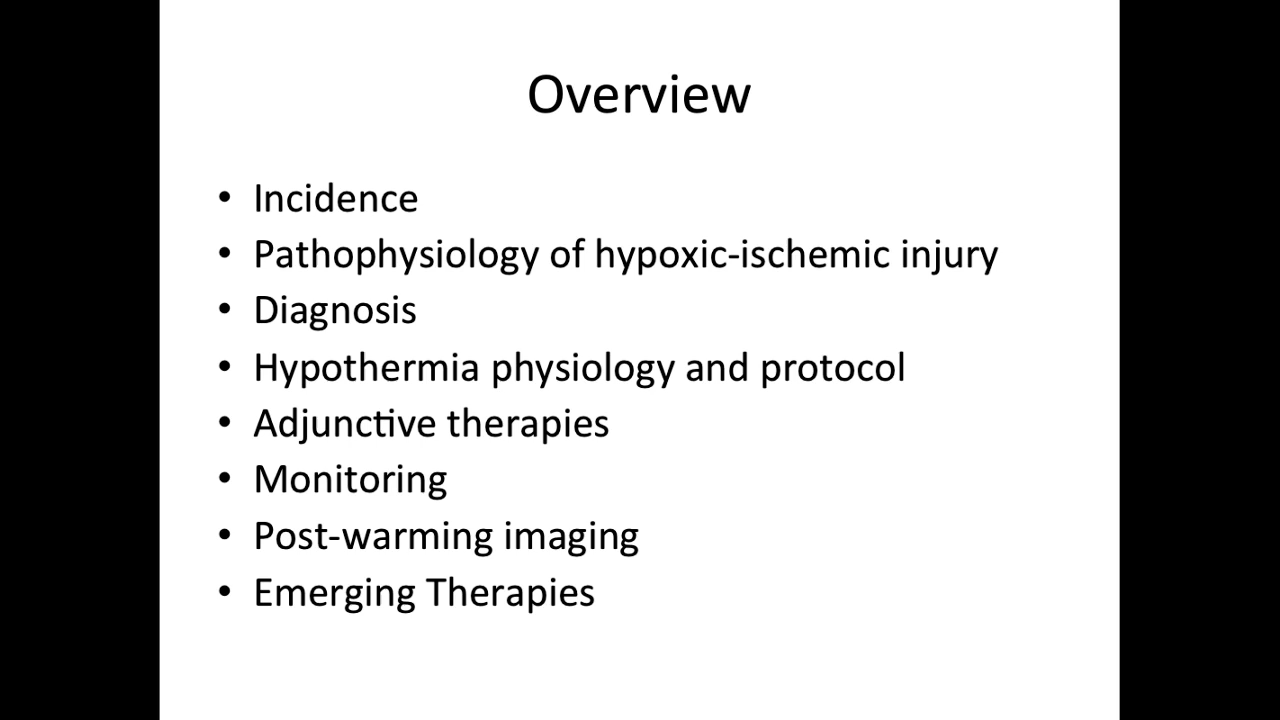 Overview
• Incidence
• Pathophysiology of hypoxic-ischemic injury
• Diagnosis
• Hypothermia physiology and protocol
• Adjunctive therapies
• Monitoring
• Post-warming imaging
• Emerging Therapies